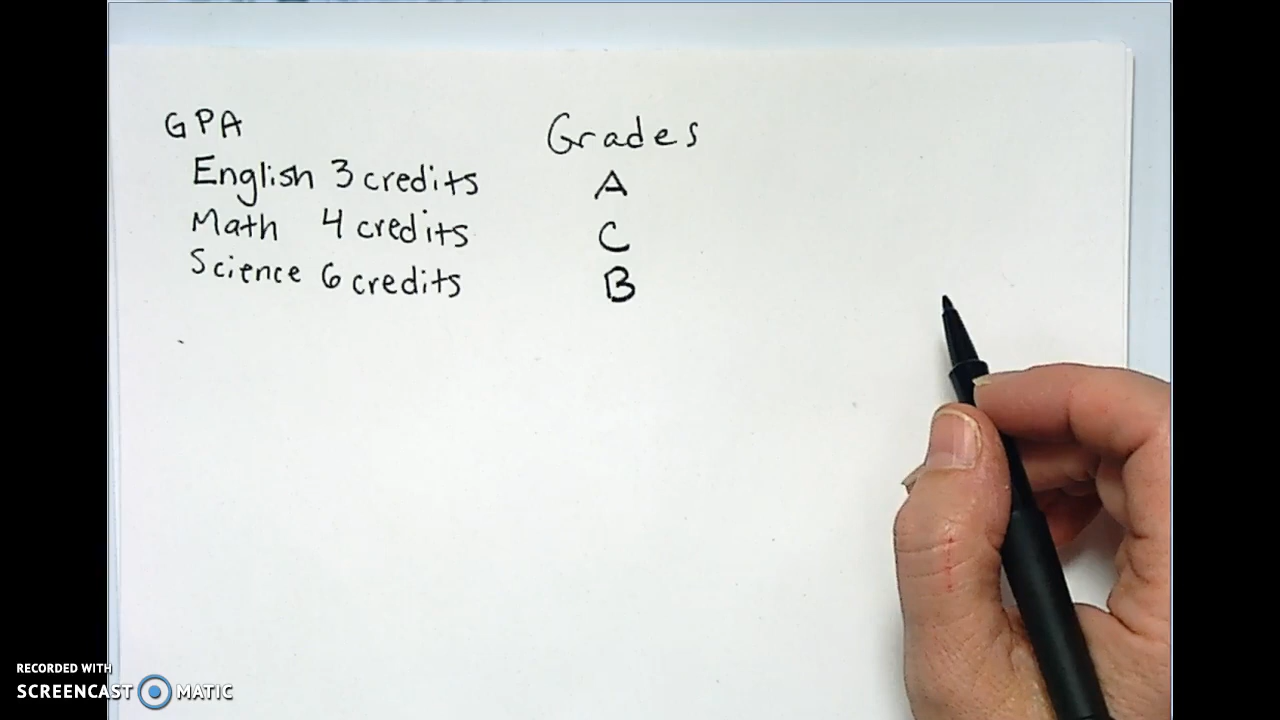 GPA Grades
English 3 credits A
Math 4 credits C
Science 6 credits B
RECORDED WITH
SCREENCAST MATIC